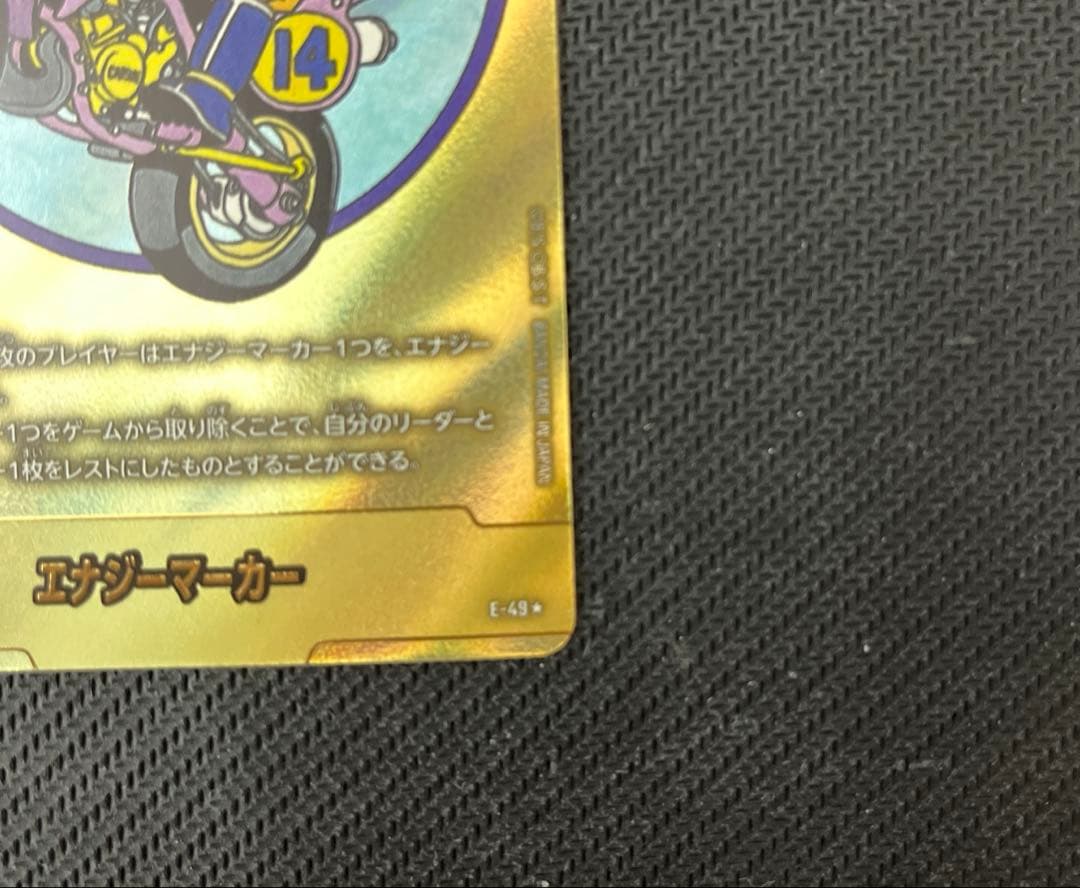 14
枚のプレイヤーはエナジーマーカー1つを、エナジー
ー1つをゲームから取り除くことで、自分のリーダーと
ー1枚をレストにしたものとすることができる。
エナジーマーカー
E-49★
MADE IN JAPAN